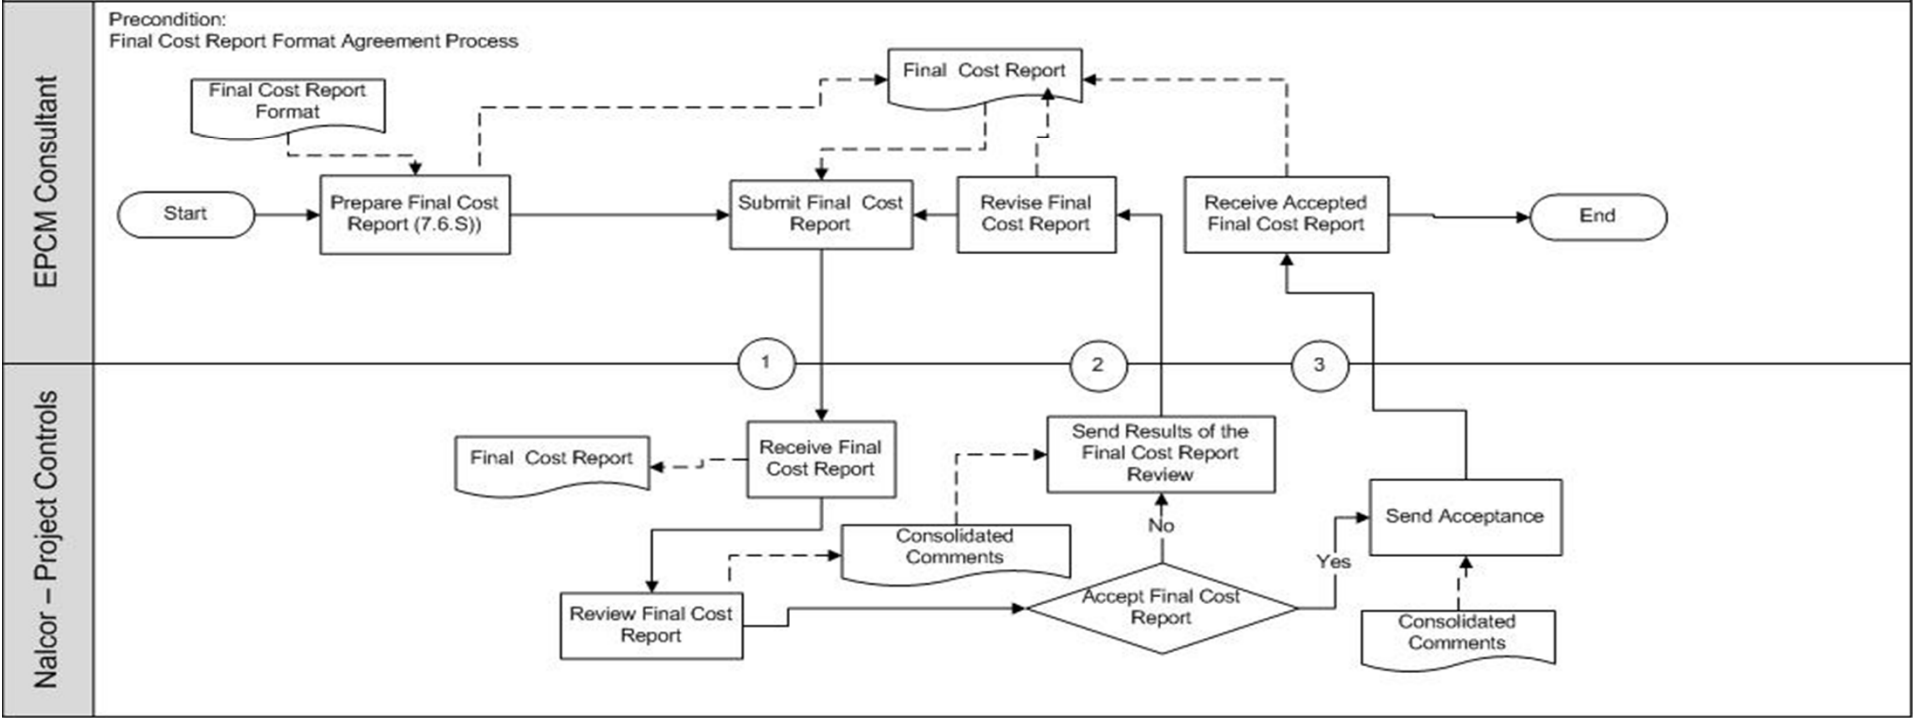 Precondition:
Final Cost Report Format Agreement Process
EPCM Consultant
Final Cost Report
Format
Final Cost Report
Start
Prepare Final Cost
Report (7.6.S))
Submit Final Cost
Report
Revise Final
Cost Report
Receive Accepted
Final Cost Report
End
1
2
3
Nalcor – Project Controls
Final Cost Report
Receive Final
Cost Report
Send Results of the
Final Cost Report
Review
Send Acceptance
No
Consolidated
Comments
Yes
Review Final Cost
Report
Accept Final Cost
Report
Consolidated
Comments